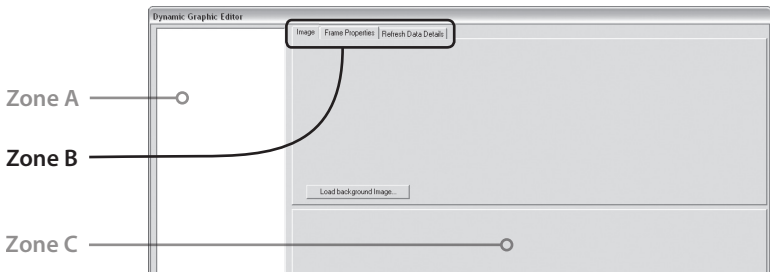 Dynamic Graphic Editor
Image Frame Properties Refresh Data Details
Zone A
Zone B
Load background Image...
Zone C